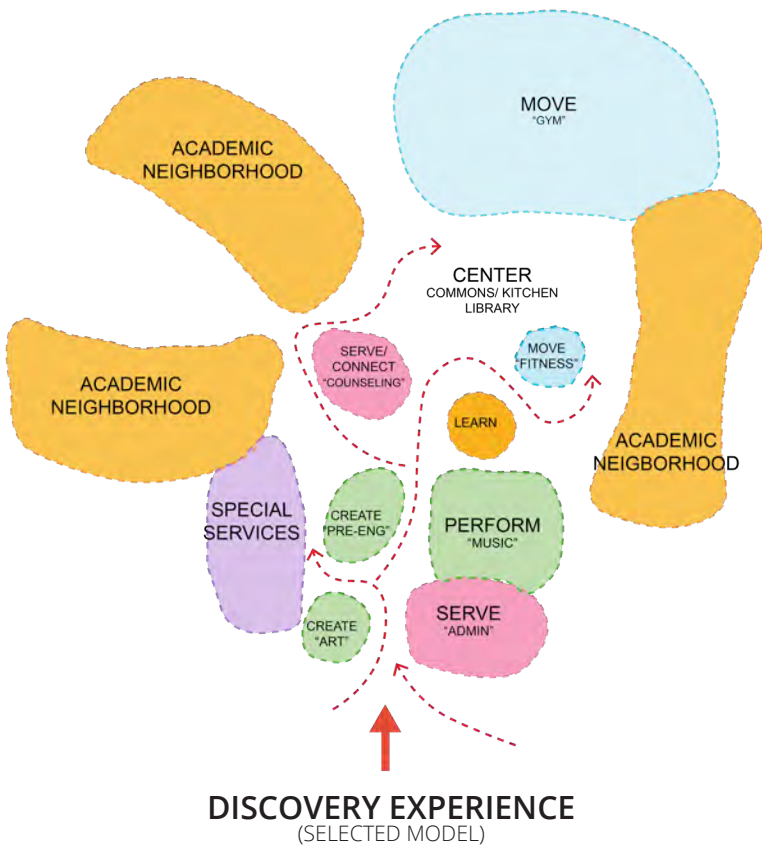 MOVE
"GYM"
ACADEMIC
NEIGHBORHOOD
CENTER
COMMONS/ KITCHEN
LIBRARY
SERVE/
CONNECT
"COUNSELING"
MOVE
"FITNESS"
ACADEMIC
NEIGHBORHOOD
LEARN
ACADEMIC
NEIGBORHOOD
SPECIAL
SERVICES
CREATE
"PRE-ENG"
PERFORM
"MUSIC"
CREATE
"ART"
SERVE
"ADMIN"
DISCOVERY EXPERIENCE
(SELECTED MODEL)